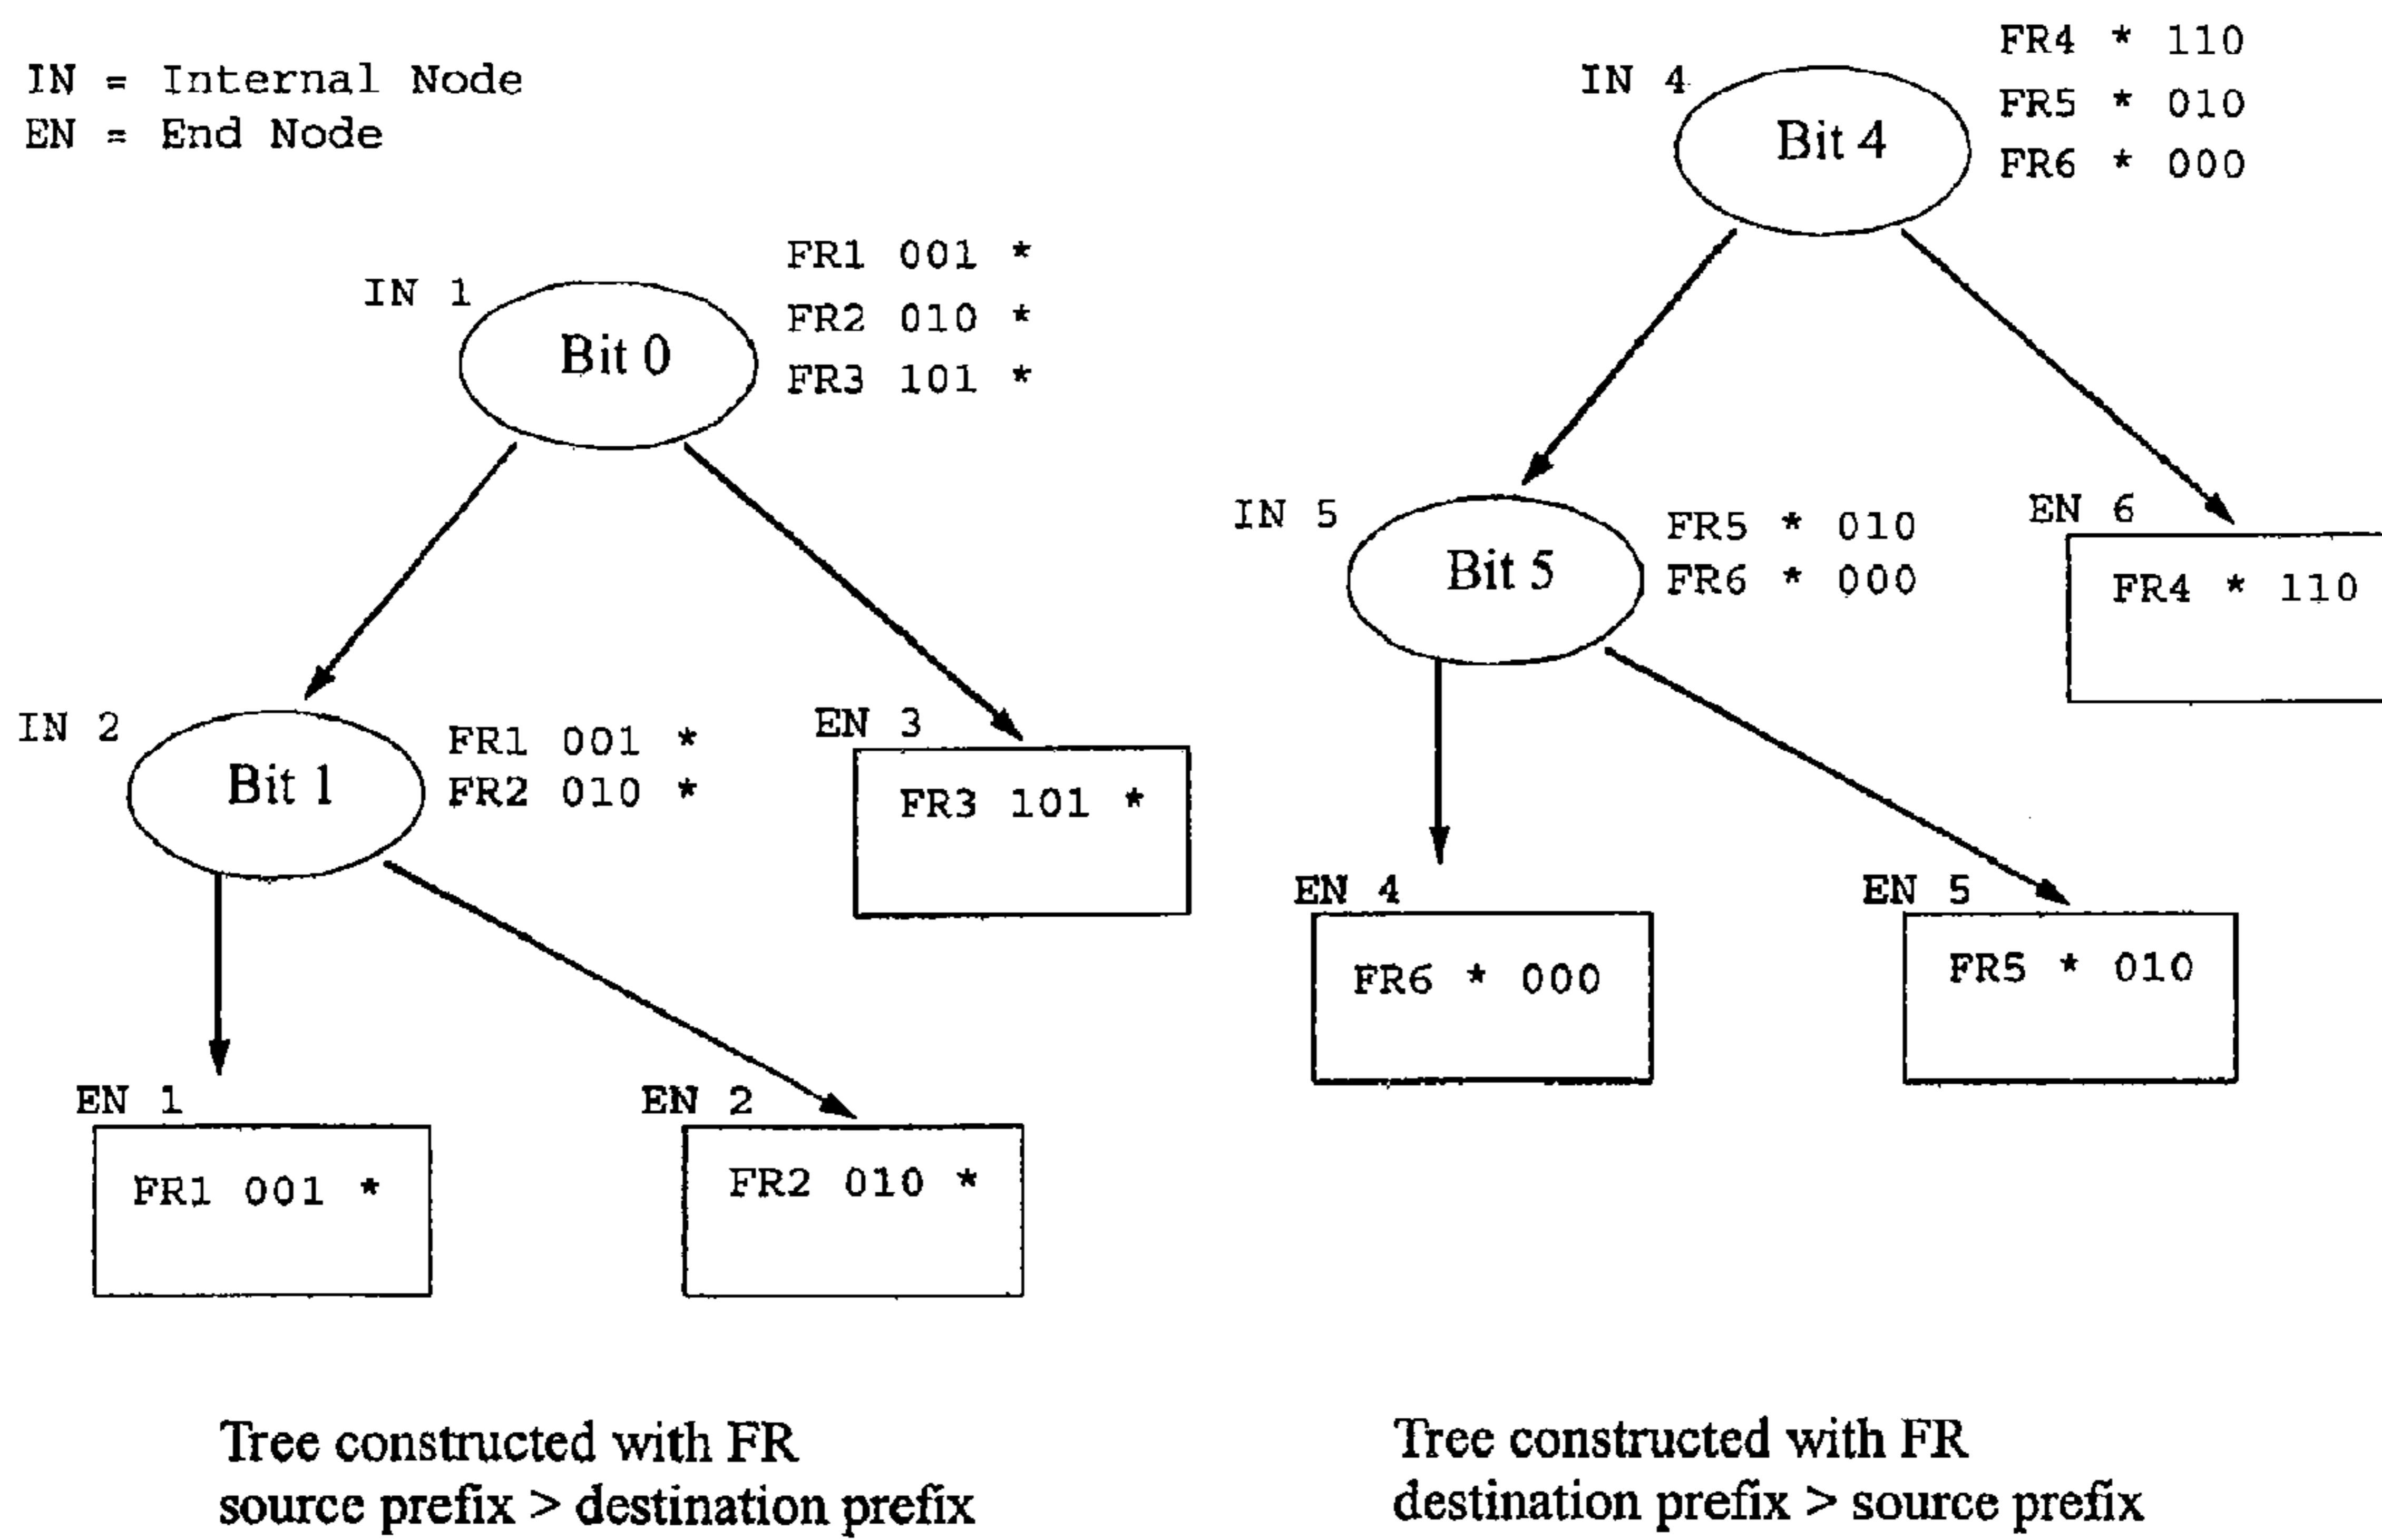 IN = Internal Node
EN = End Node
IN 1
Bit 0
FR1 001 *
FR2 010 *
FR3 101 *
IN 2
Bit 1
FR1 001 *
FR2 010 *
EN 3
FR3 101 *
EN 1
FR1 001 *
EN 2
FR2 010 *
Tree constructed with FR
source prefix > destination prefix
IN 4
Bit 4
FR4 * 110
FR5 * 010
FR6 * 000
IN 5
Bit 5
FR5 * 010
FR6 * 000
EN 6
FR4 * 110
EN 4
FR6 * 000
EN 5
FR5 * 010
Tree constructed with FR
destination prefix > source prefix